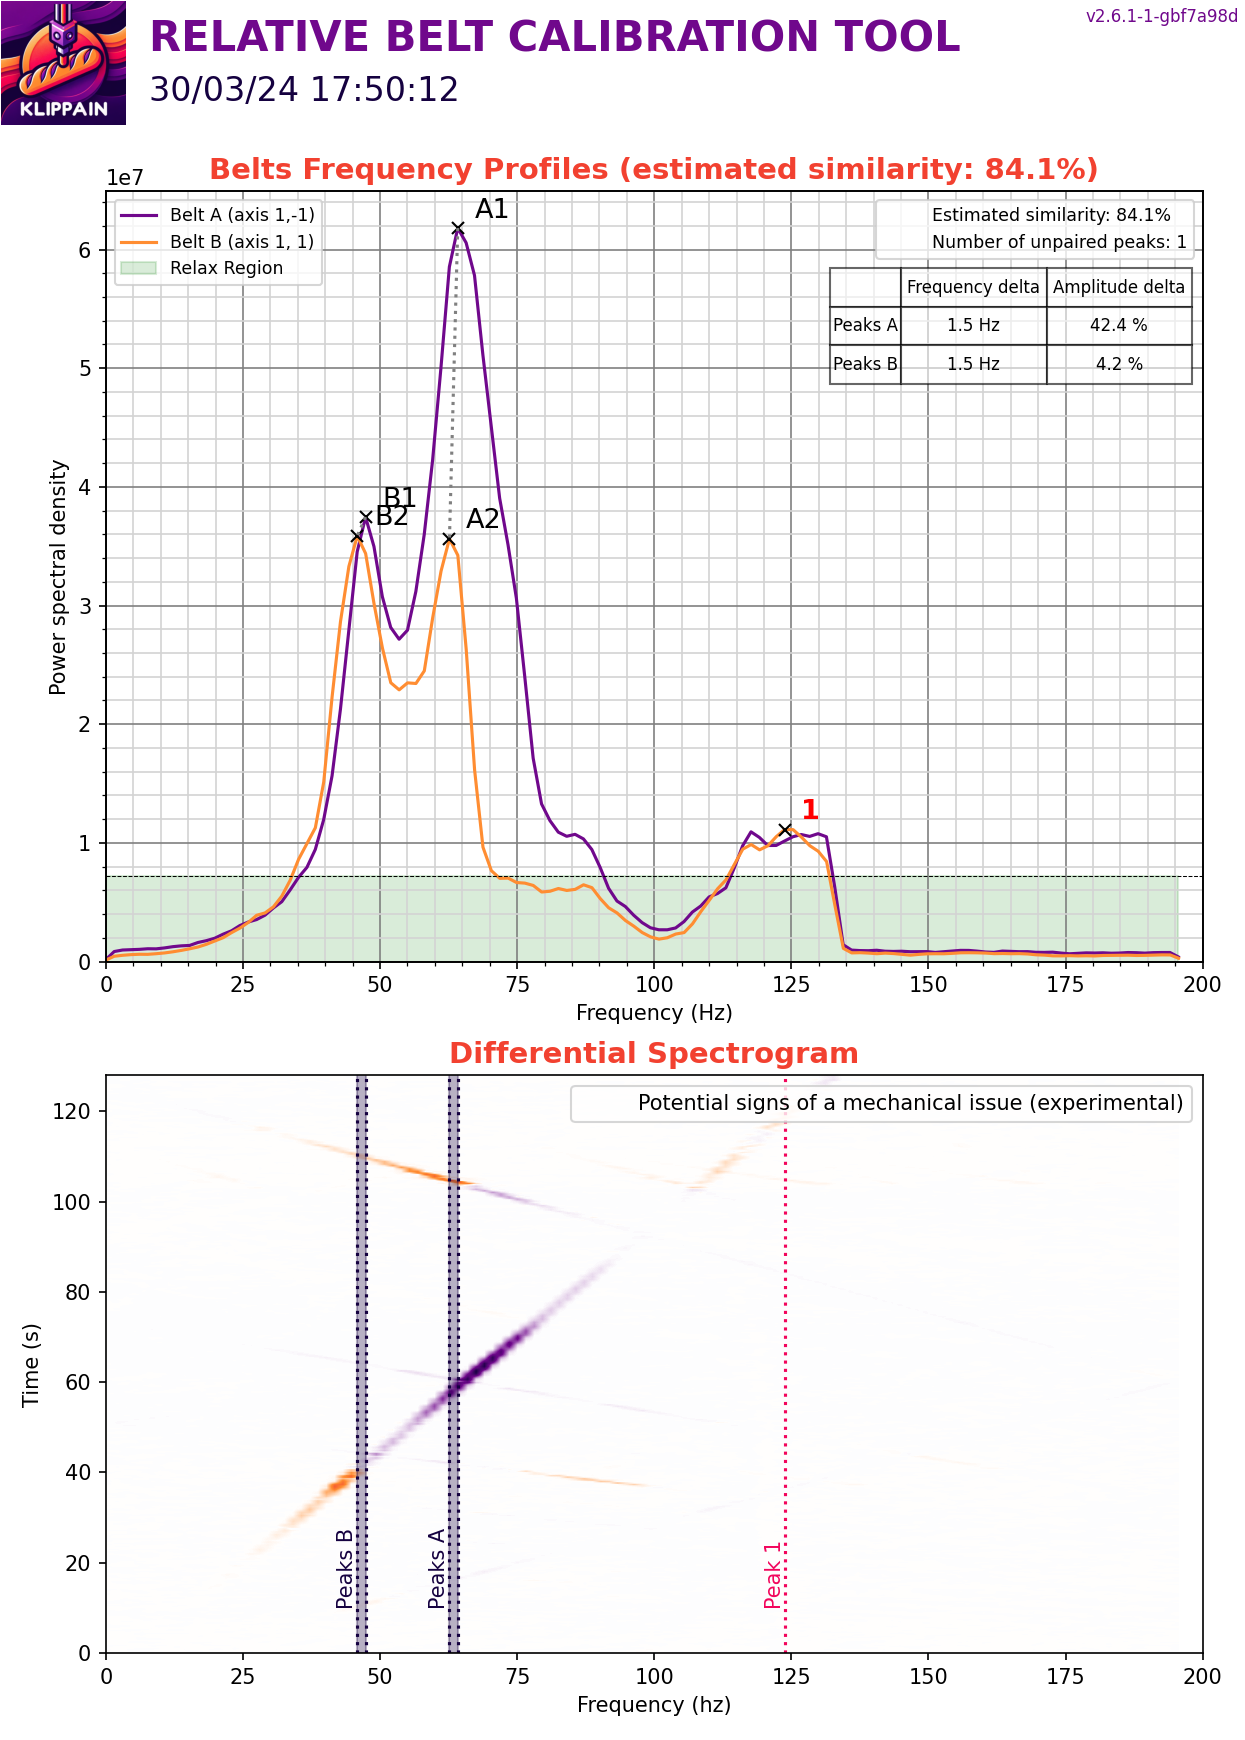 KLIPPAIN
RELATIVE BELT CALIBRATION TOOL
v2.6.1-1-gbf7a98d
30/03/24 17:50:12
Belts Frequency Profiles (estimated similarity: 84.1%)
1e7
Belt A (axis 1,-1)
Belt B (axis 1, 1)
Relax Region
Estimated similarity: 84.1%
Number of unpaired peaks: 1
Frequency delta Amplitude delta
Peaks A 1.5 Hz 42.4 %
Peaks B 1.5 Hz 4.2 %
A1
B1
B2
A2
1
Power spectral density
6
5
4
3
2
1
0
0 25 50 75 100 125 150 175 200
Frequency (Hz)
Differential Spectrogram
Potential signs of a mechanical issue (experimental)
Time (s)
120
100
80
60
40
20
0
Peaks B
Peaks A
Peak 1
0 25 50 75 100 125 150 175 200
Frequency (hz)